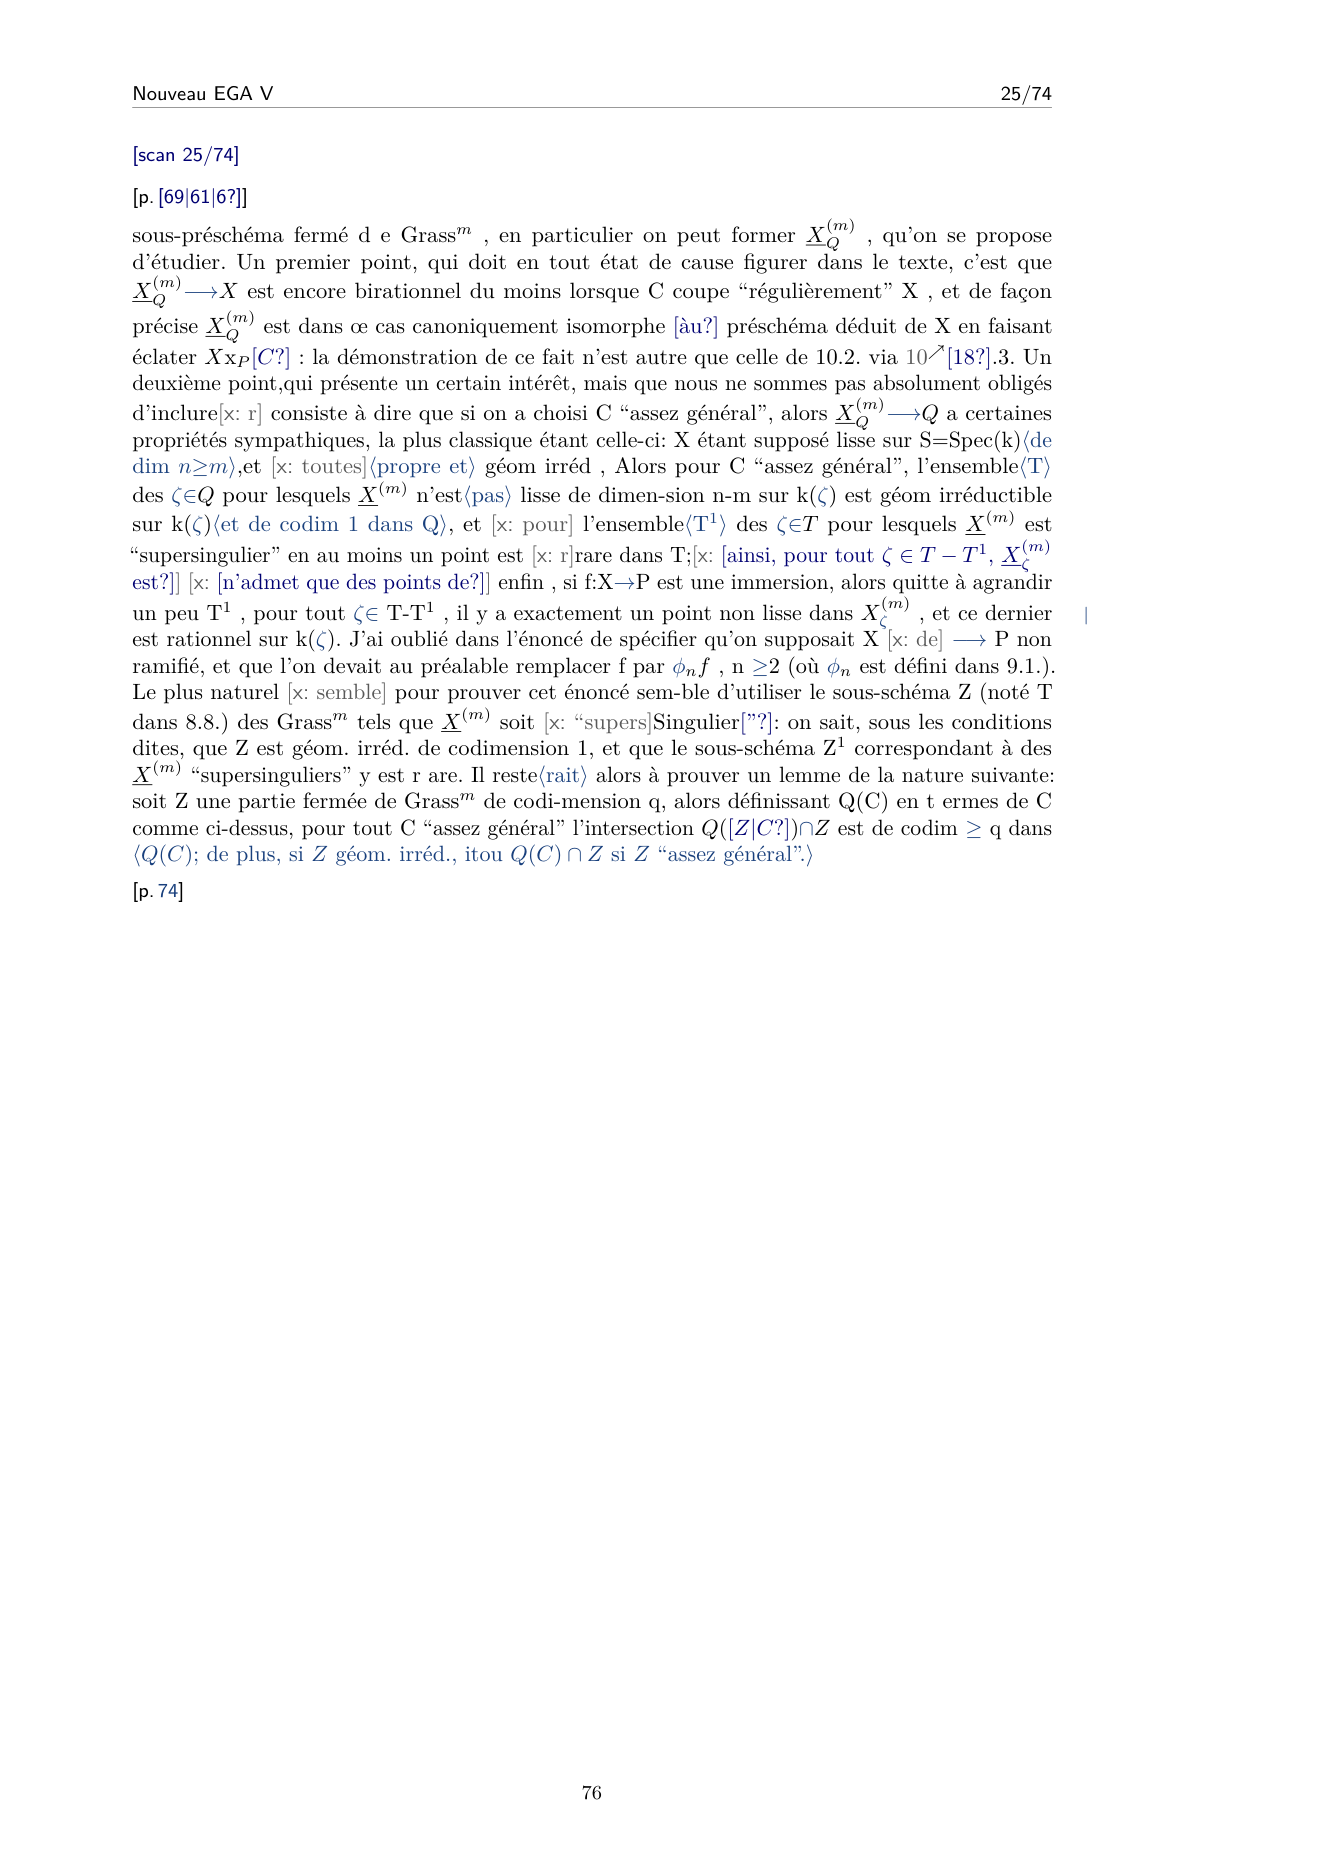 Nouveau EGA V 25/74
[scan 25/74]
[p. [69|61|6?]]
sous-préschéma fermé d e Grassᵐ , en particulier on peut former X_Q^(m) , qu’on se propose
d’étudier. Un premier point, qui doit en tout état de cause figurer dans le texte, c’est que
X_Q^(m)⟶X est encore birationnel du moins lorsque C coupe “régulièrement” X , et de façon
précise X_Q^(m) est dans œ cas canoniquement isomorphe [àu?] préschéma déduit de X en faisant
éclater Xx_P[C?] : la démonstration de ce fait n’est autre que celle de 10.2. via 10↗[18?].3. Un
deuxième point,qui présente un certain intérêt, mais que nous ne sommes pas absolument obligés
d’inclure[x: r] consiste à dire que si on a choisi C “assez général”, alors X_Q^(m)⟶Q a certaines
propriétés sympathiques, la plus classique étant celle-ci: X étant supposé lisse sur S=Spec(k)⟨de
dim n≥m⟩,et [x: toutes]⟨propre et⟩ géom irréd , Alors pour C “assez général”, l’ensemble⟨T⟩
des ζ∈Q pour lesquels X^(m) n’est⟨pas⟩ lisse de dimen-sion n-m sur k(ζ) est géom irréductible
sur k(ζ)⟨et de codim 1 dans Q⟩, et [x: pour] l’ensemble⟨T¹⟩ des ζ∈T pour lesquels X^(m) est
“supersingulier” en au moins un point est [x: r]rare dans T;[x: [ainsi, pour tout ζ ∈ T − T¹, X_ζ^(m)
est?]] [x: [n’admet que des points de?]] enfin , si f:X→P est une immersion, alors quitte à agrandir
un peu T¹ , pour tout ζ∈ T-T¹ , il y a exactement un point non lisse dans X_ζ^(m) , et ce dernier |
est rationnel sur k(ζ). J’ai oublié dans l’énoncé de spécifier qu’on supposait X [x: de] ⟶ P non
ramifié, et que l’on devait au préalable remplacer f par ϕₙf , n ≥2 (où ϕₙ est défini dans 9.1.).
Le plus naturel [x: semble] pour prouver cet énoncé sem-ble d’utiliser le sous-schéma Z (noté T
dans 8.8.) des Grassᵐ tels que X^(m) soit [x: “supers]Singulier[”?]: on sait, sous les conditions
dites, que Z est géom. irréd. de codimension 1, et que le sous-schéma Z¹ correspondant à des
X^(m) “supersinguliers” y est r are. Il reste⟨rait⟩ alors à prouver un lemme de la nature suivante:
soit Z une partie fermée de Grassᵐ de codi-mension q, alors définissant Q(C) en t ermes de C
comme ci-dessus, pour tout C “assez général” l’intersection Q([Z|C?])∩Z est de codim ≥ q dans
⟨Q(C); de plus, si Z géom. irréd., itou Q(C) ∩ Z si Z “assez général”.⟩
[p. 74]
76